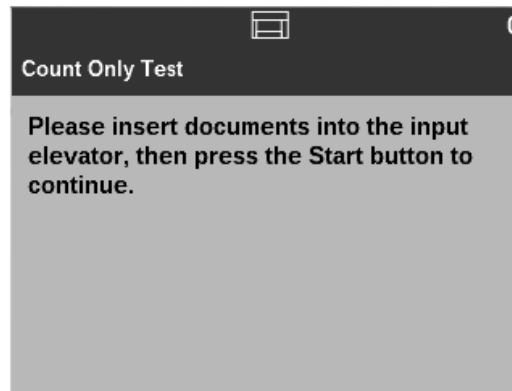 Count Only Test
Please insert documents into the input
elevator, then press the Start button to
continue.